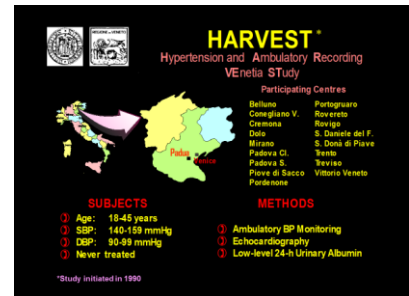 HARVEST *
Hypertension and Ambulatory Recording
VEnetia STudy
REGIONE DEL VENETO
Participating Centres
Belluno
Conegliano V.
Cremona
Dolo
Mirano
Padova Cl.
Padova S.
Piove di Sacco
Pordenone
Portogruaro
Rovereto
Rovigo
S. Daniele del F.
S. Donà di Piave
Trento
Treviso
Vittorio Veneto
Padua
Venice
SUBJECTS
Age: 18-45 years
SBP: 140-159 mmHg
DBP: 90-99 mmHg
Never treated
METHODS
Ambulatory BP Monitoring
Echocardiography
Low-level 24-h Urinary Albumin
*Study initiated in 1990